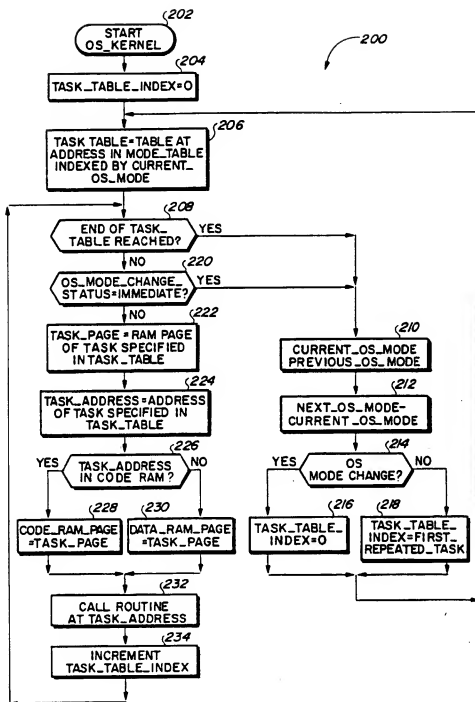 202
START
OS_KERNEL
200
204
TASK_TABLE_INDEX=0
206
TASK TABLE=TABLE AT
ADDRESS IN MODE_TABLE
INDEXED BY CURRENT_
OS_MODE
208
END OF TASK_
TABLE REACHED?
YES
NO
220
OS_MODE_CHANGE_
STATUS=IMMEDIATE?
YES
NO
222
TASK_PAGE=RAM PAGE
OF TASK SPECIFIED
IN TASK_TABLE
210
CURRENT_OS_MODE
PREVIOUS_OS_MODE
224
TASK_ADDRESS=ADDRESS
OF TASK SPECIFIED IN
TASK_TABLE
212
NEXT_OS_MODE-
CURRENT_OS_MODE
226
YES
TASK_ADDRESS
IN CODE RAM?
NO
214
YES
OS
MODE CHANGE?
NO
228
CODE_RAM_PAGE
=TASK_PAGE
230
DATA_RAM_PAGE
=TASK_PAGE
216
TASK_TABLE_
INDEX=0
218
TASK_TABLE_
INDEX=FIRST_
REPEATED_TASK
232
CALL ROUTINE
AT TASK_ADDRESS
234
INCREMENT
TASK_TABLE_INDEX